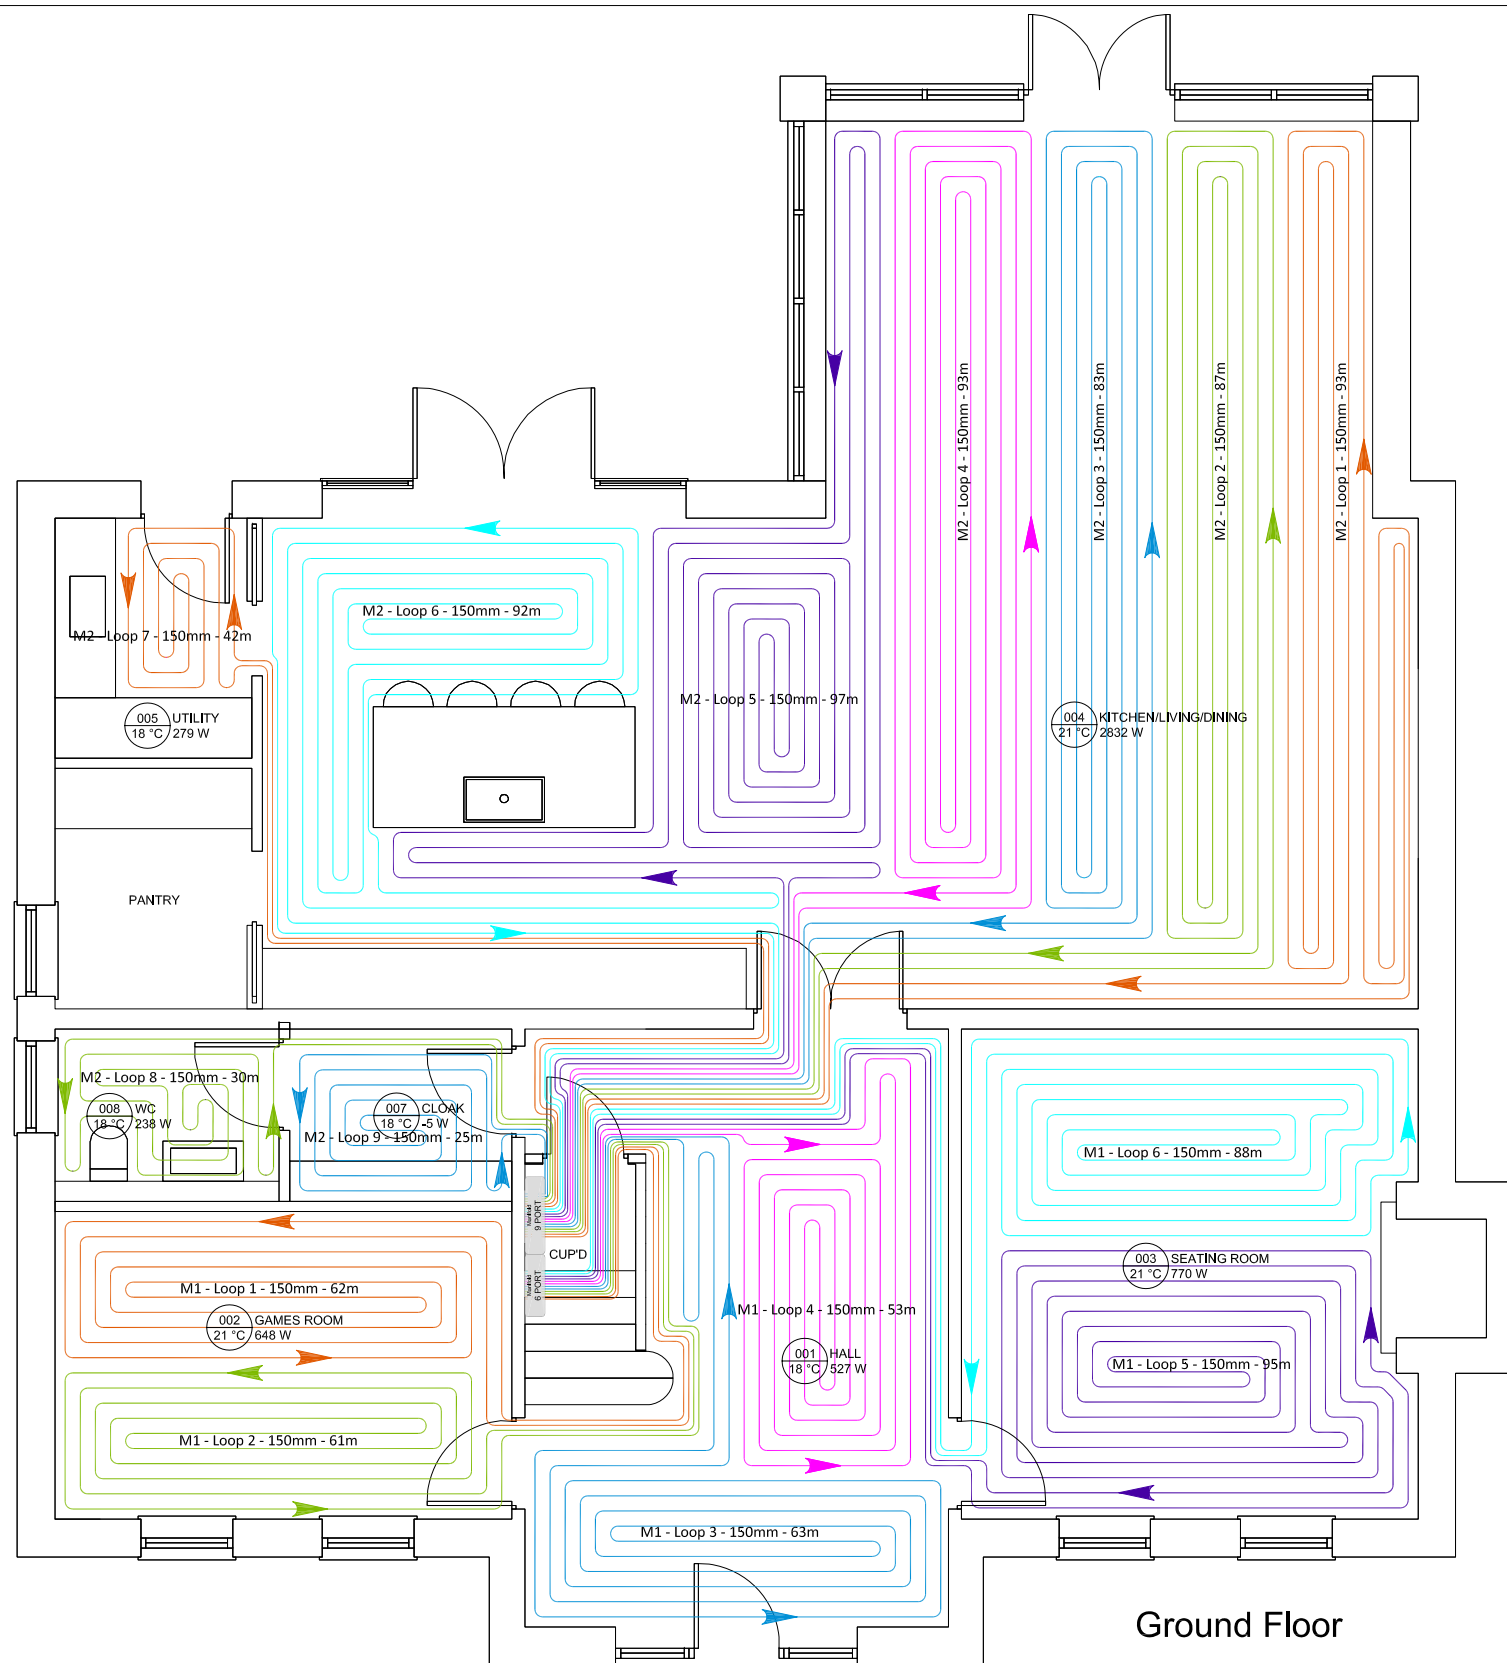 M2 - Loop 4 - 150mm - 93m
M2 - Loop 3 - 150mm - 83m
M2 - Loop 2 - 150mm - 87m
M2 - Loop 1 - 150mm - 93m
M2 - Loop 6 - 150mm - 92m
M2 - Loop 7 - 150mm - 42m
M2 - Loop 5 - 150mm - 97m
005 UTILITY
18 °C 279 W
004 KITCHEN/LIVING/DINING
21 °C 2832 W
PANTRY
M2 - Loop 8 - 150mm - 30m
008 WC
18 °C 238 W
007 CLOAK
18 °C -5 W
M2 - Loop 9 - 150mm - 25m
M1 - Loop 6 - 150mm - 88m
Manifold
9 PORT
CUP'D
Manifold
6 PORT
003 SEATING ROOM
21 °C 770 W
M1 - Loop 1 - 150mm - 62m
002 GAMES ROOM
21 °C 648 W
M1 - Loop 4 - 150mm - 53m
001 HALL
18 °C 527 W
M1 - Loop 5 - 150mm - 95m
M1 - Loop 2 - 150mm - 61m
M1 - Loop 3 - 150mm - 63m
Ground Floor